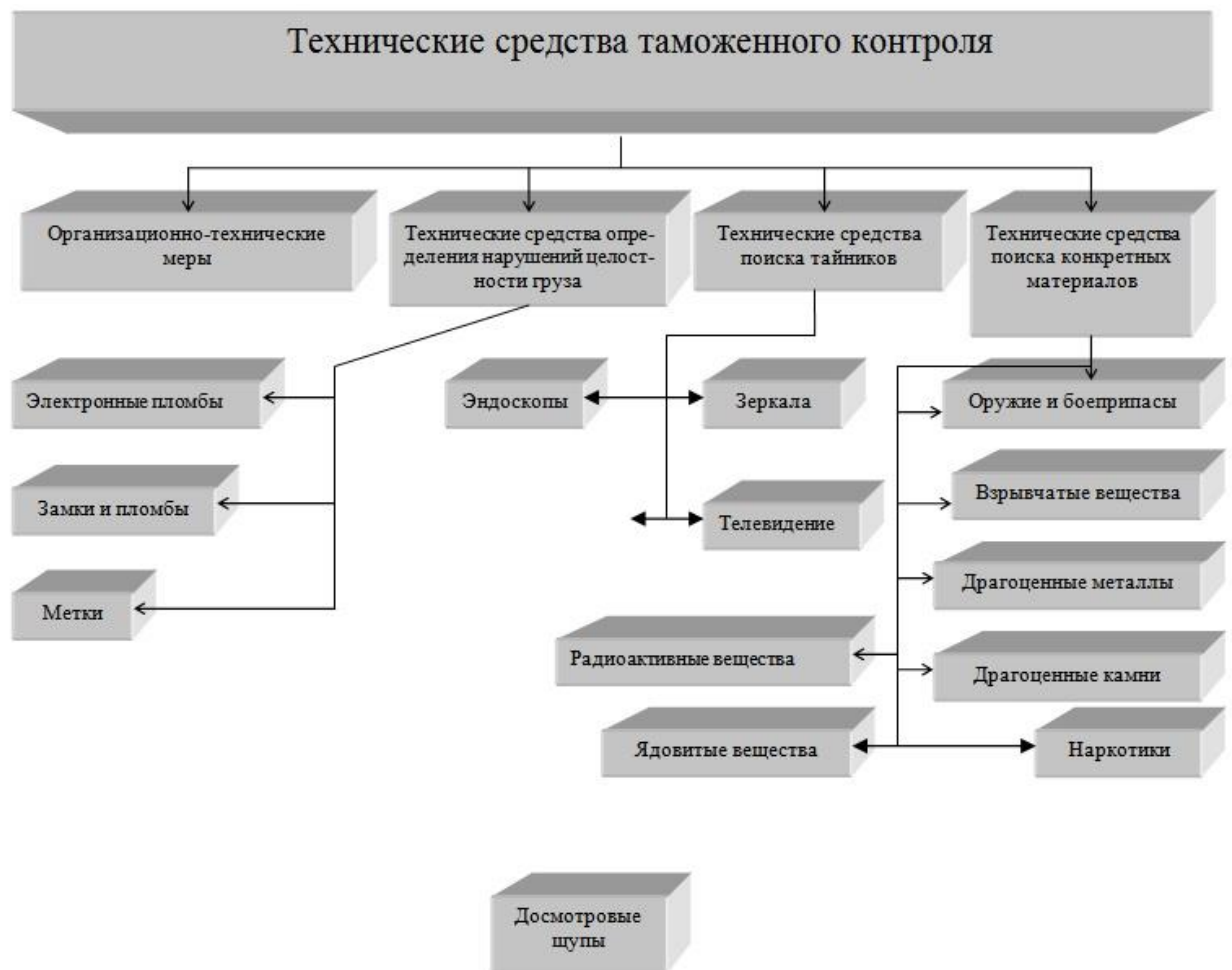 Технические средства таможенного контроля
Организационно-технические
меры
Технические средства опре-
деления нарушений целост-
ности груза
Технические средства
поиска тайников
Технические средства
поиска конкретных
материалов
Электронные пломбы
Эндоскопы
Зеркала
Оружие и боеприпасы
Замки и пломбы
Телевидение
Взрывчатые вещества
Метки
Драгоценные металлы
Радиоактивные вещества
Драгоценные камни
Ядовитые вещества
Наркотики
Досмотровые
щупы